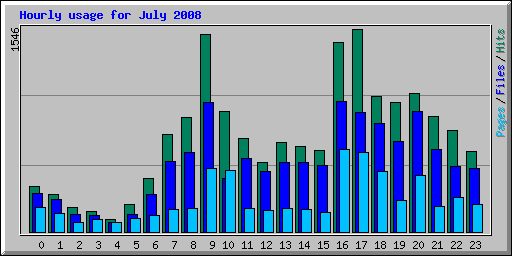 Hourly usage for July 2008
1546
Pages / Files / Hits
0 1 2 3 4 5 6 7 8 9 10 11 12 13 14 15 16 17 18 19 20 21 22 23